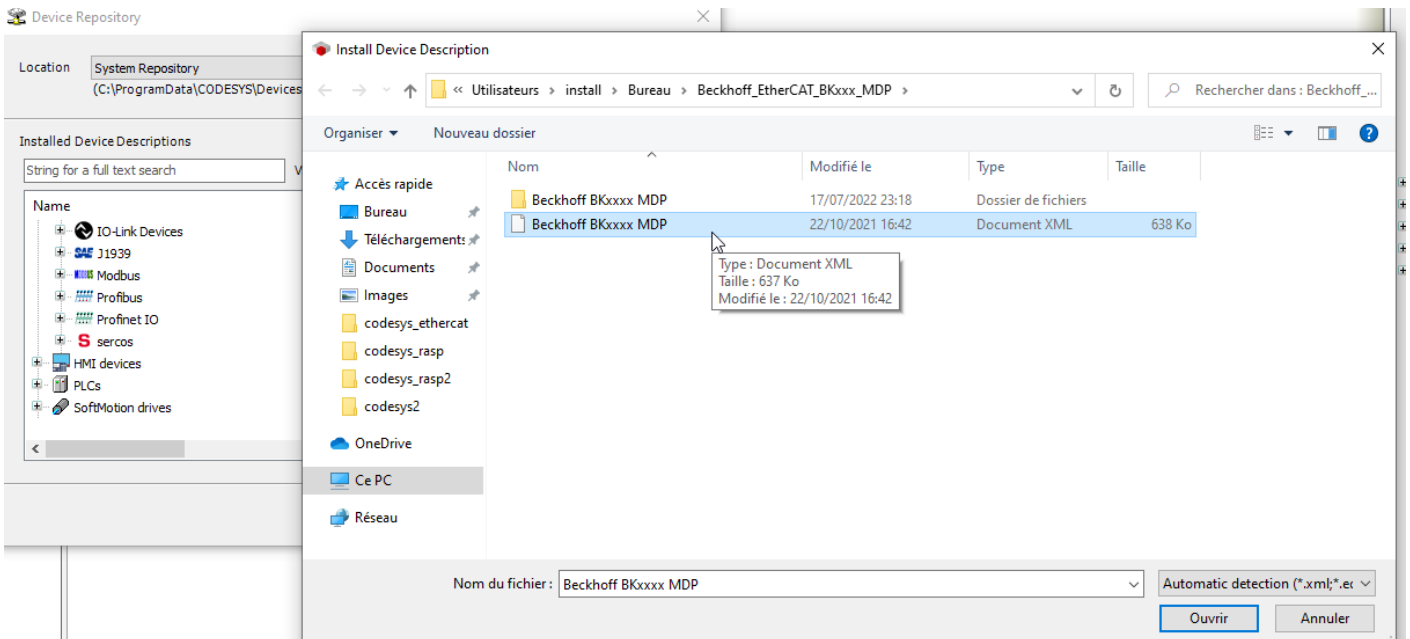 Device Repository
Location
System Repository
(C:\ProgramData\CODESYS\Devices
Installed Device Descriptions
String for a full text search
V
Name
IO-Link Devices
SAE J1939
Modbus
Profibus
Profinet IO
S sercos
HMI devices
PLCs
SoftMotion drives
Install Device Description
« Utilisateurs › install › Bureau › Beckhoff_EtherCAT_BKxxx_MDP ›
Rechercher dans : Beckhoff_...
Organiser
Nouveau dossier
Accès rapide
Bureau
Téléchargements
Documents
Images
codesys_ethercat
codesys_rasp
codesys_rasp2
codesys2
OneDrive
Ce PC
Réseau
Nom Modifié le Type Taille
Beckhoff BKxxxx MDP 17/07/2022 23:18 Dossier de fichiers
Beckhoff BKxxxx MDP 22/10/2021 16:42 Document XML 638 Ko
Type : Document XML
Taille : 637 Ko
Modifié le : 22/10/2021 16:42
Nom du fichier : Beckhoff BKxxxx MDP
Automatic detection (*.xml;*.ec
Ouvrir Annuler